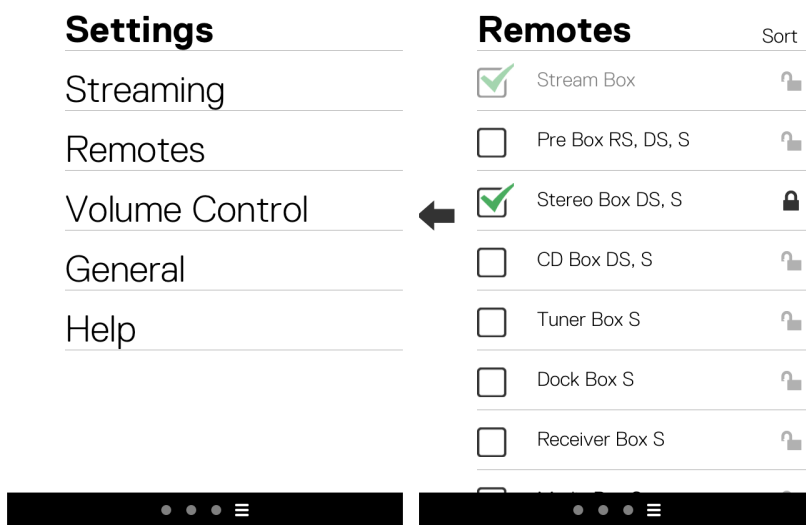 Settings
Streaming
Remotes
Volume Control
General
Help
Remotes
Sort
Stream Box
Pre Box RS, DS, S
Stereo Box DS, S
CD Box DS, S
Tuner Box S
Dock Box S
Receiver Box S